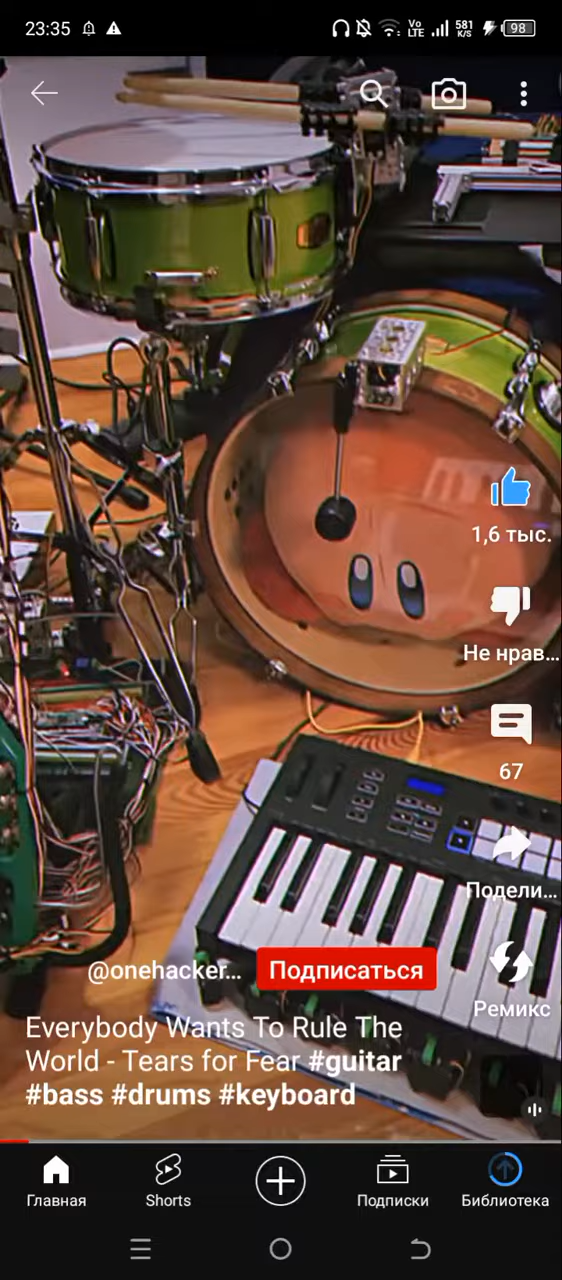 23:35
Vo
LTE
581
K/S
98
1,6 тыс.
Не нрав...
67
Подели...
Ремикс
@onehacker...
Подписаться
Everybody Wants To Rule The
World - Tears for Fear #guitar
#bass #drums #keyboard
Главная
Shorts
Подписки
Библиотека